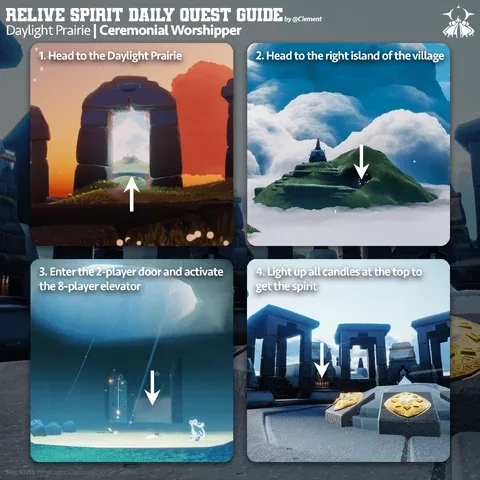 RELIVE SPIRIT DAILY QUEST GUIDE by @Clement
Daylight Prairie | Ceremonial Worshipper
1. Head to the Daylight Prairie
2. Head to the right island of the village
3. Enter the 2-player door and activate
the 8-player elevator
4. Light up all candles at the top to
get the spirit